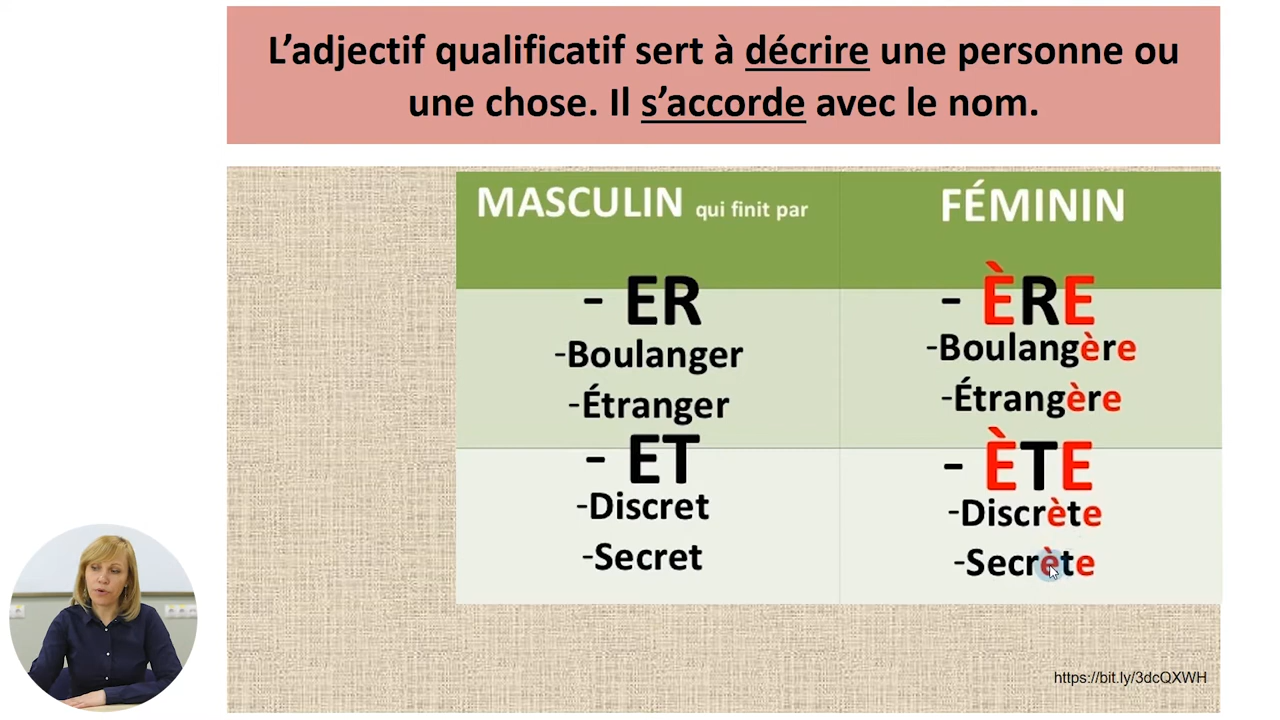 L’adjectif qualificatif sert à décrire une personne ou
une chose. Il s’accorde avec le nom.
MASCULIN qui finit par
FÉMININ
- ER
-Boulanger
-Étranger
- ÈRE
-Boulangère
-Étrangère
- ET
-Discret
-Secret
- ÈTE
-Discrète
-Secrète
https://bit.ly/3dcQXWH